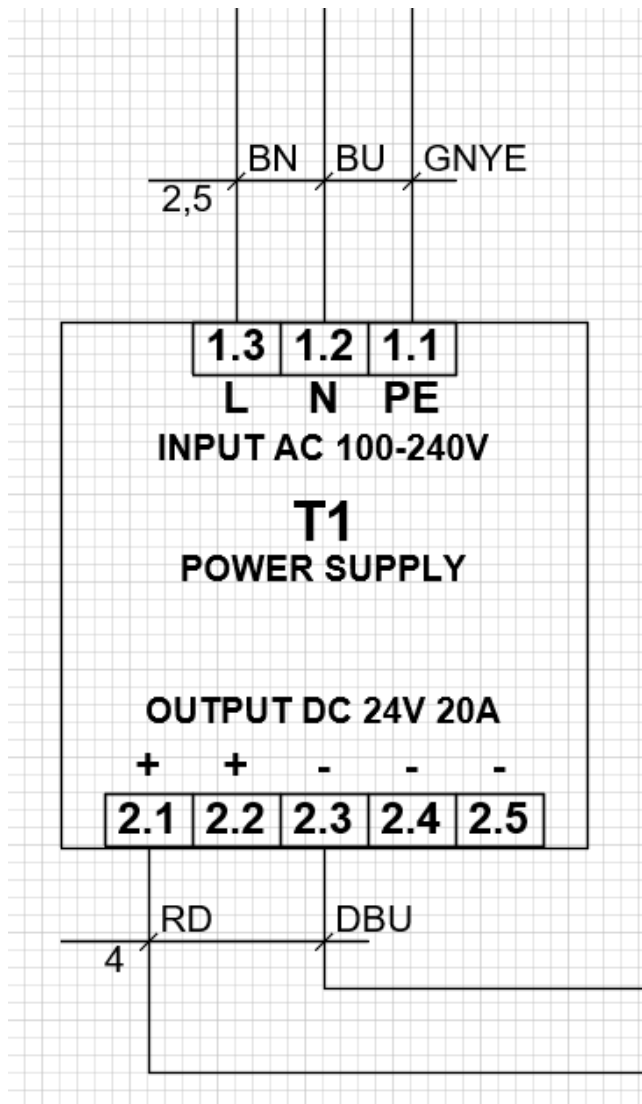 BN BU GNYE
2,5
1.3 1.2 1.1
L N PE
INPUT AC 100-240V
T1
POWER SUPPLY
OUTPUT DC 24V 20A
+ + - - -
2.1 2.2 2.3 2.4 2.5
RD DBU
4